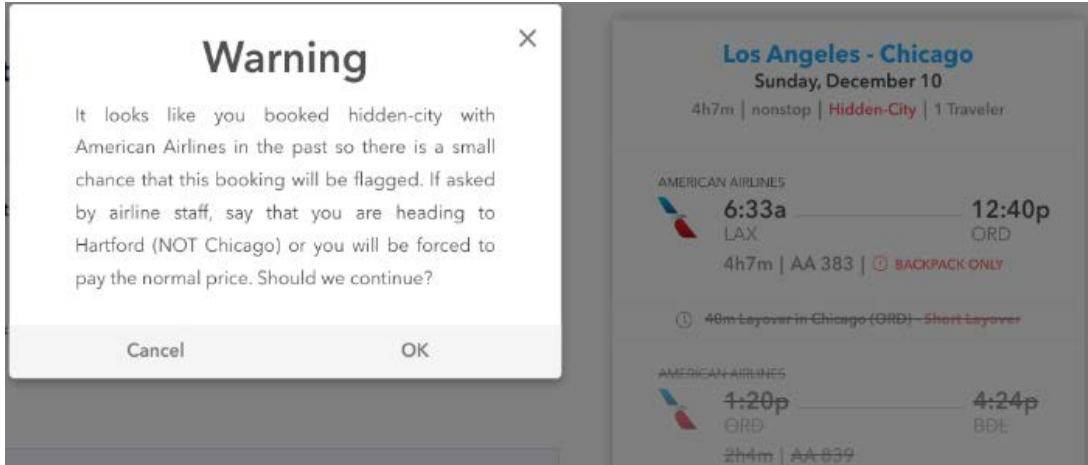 Warning
It looks like you booked hidden-city with
American Airlines in the past so there is a small
chance that this booking will be flagged. If asked
by airline staff, say that you are heading to
Hartford (NOT Chicago) or you will be forced to
pay the normal price. Should we continue?
Cancel OK
Los Angeles - Chicago
Sunday, December 10
4h7m | nonstop | Hidden-City | 1 Traveler
AMERICAN AIRLINES
6:33a 12:40p
LAX ORD
4h7m | AA 383 | BACKPACK ONLY
40m Layover in Chicago (ORD) - Short Layover
AMERICAN AIRLINES
1:20p 4:24p
ORD BDL
2h4m | AA 839